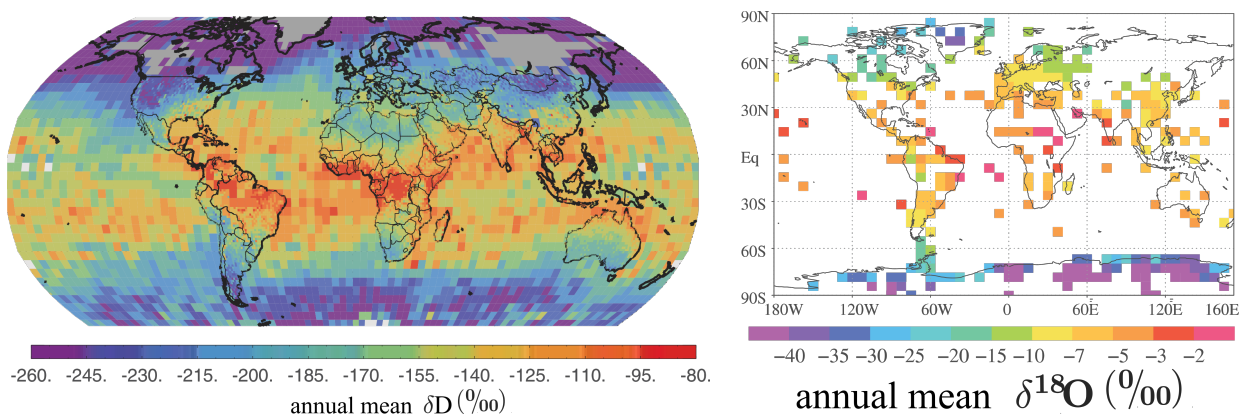 -260. -245. -230. -215. -200. -185. -170. -155. -140. -125. -110. -95. -80.
annual mean δD (‰)
90N
60N
30N
Eq
30S
60S
90S
180W 120W 60W 0 60E 120E 160E
−40 −35 −30 −25 −20 −15 −10 −7 −5 −3 −2
annual mean δ¹⁸O (‰)